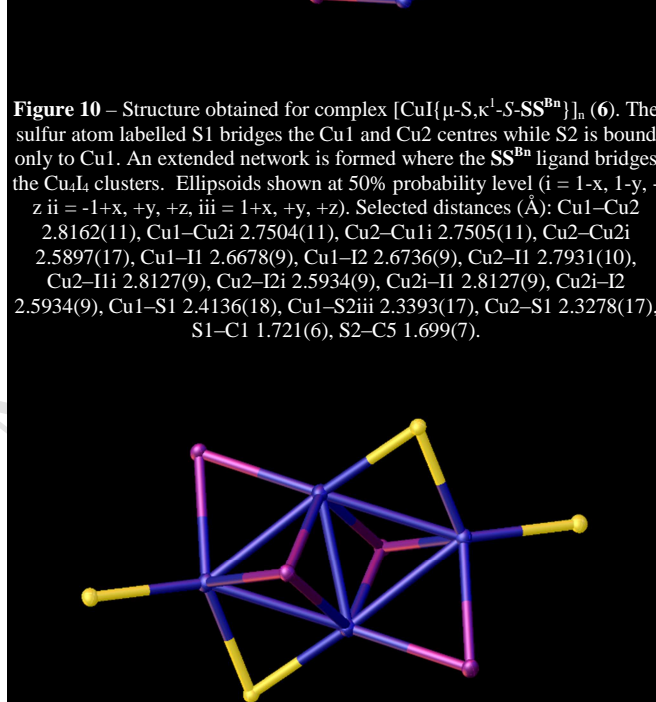 Figure 10 – Structure obtained for complex [CuI{μ-S,κ¹-S-SS^Bn}]ₙ (6). The
sulfur atom labelled S1 bridges the Cu1 and Cu2 centres while S2 is bound
only to Cu1. An extended network is formed where the SS^Bn ligand bridges
the Cu₄I₄ clusters. Ellipsoids shown at 50% probability level (i = 1-x, 1-y, -
z ii = -1+x, +y, +z, iii = 1+x, +y, +z). Selected distances (Å): Cu1–Cu2
2.8162(11), Cu1–Cu2i 2.7504(11), Cu2–Cu1i 2.7505(11), Cu2–Cu2i
2.5897(17), Cu1–I1 2.6678(9), Cu1–I2 2.6736(9), Cu2–I1 2.7931(10),
Cu2–I1i 2.8127(9), Cu2–I2i 2.5934(9), Cu2i–I1 2.8127(9), Cu2i–I2
2.5934(9), Cu1–S1 2.4136(18), Cu1–S2iii 2.3393(17), Cu2–S1 2.3278(17),
S1–C1 1.721(6), S2–C5 1.699(7).